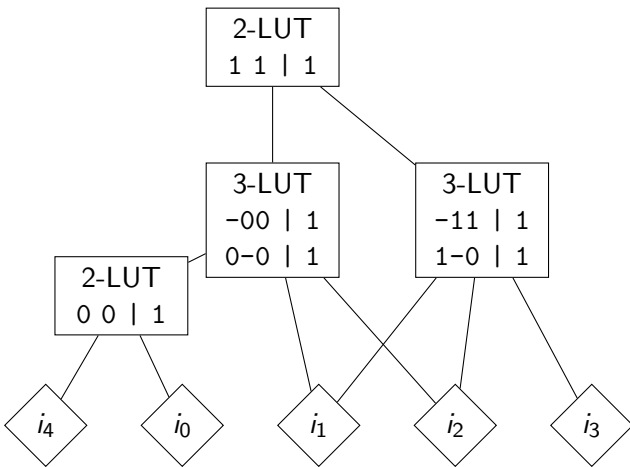 2-LUT
1 1 | 1
3-LUT
-00 | 1
0-0 | 1
3-LUT
-11 | 1
1-0 | 1
2-LUT
0 0 | 1
i4
i0
i1
i2
i3